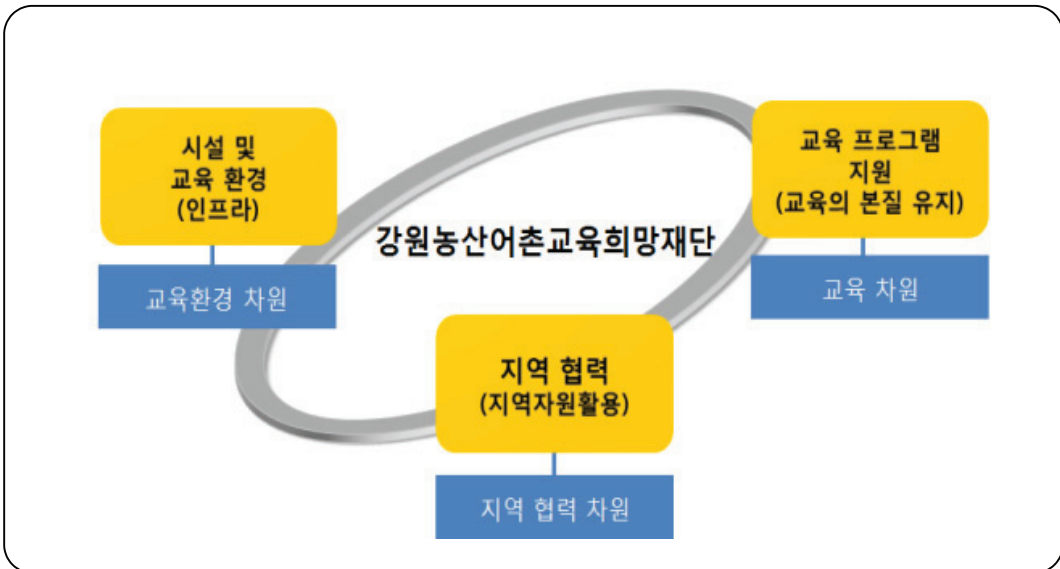 시설 및
교육 환경
(인프라)
교육환경 차원
강원농산어촌교육희망재단
교육 프로그램
지원
(교육의 본질 유지)
교육 차원
지역 협력
(지역자원활용)
지역 협력 차원